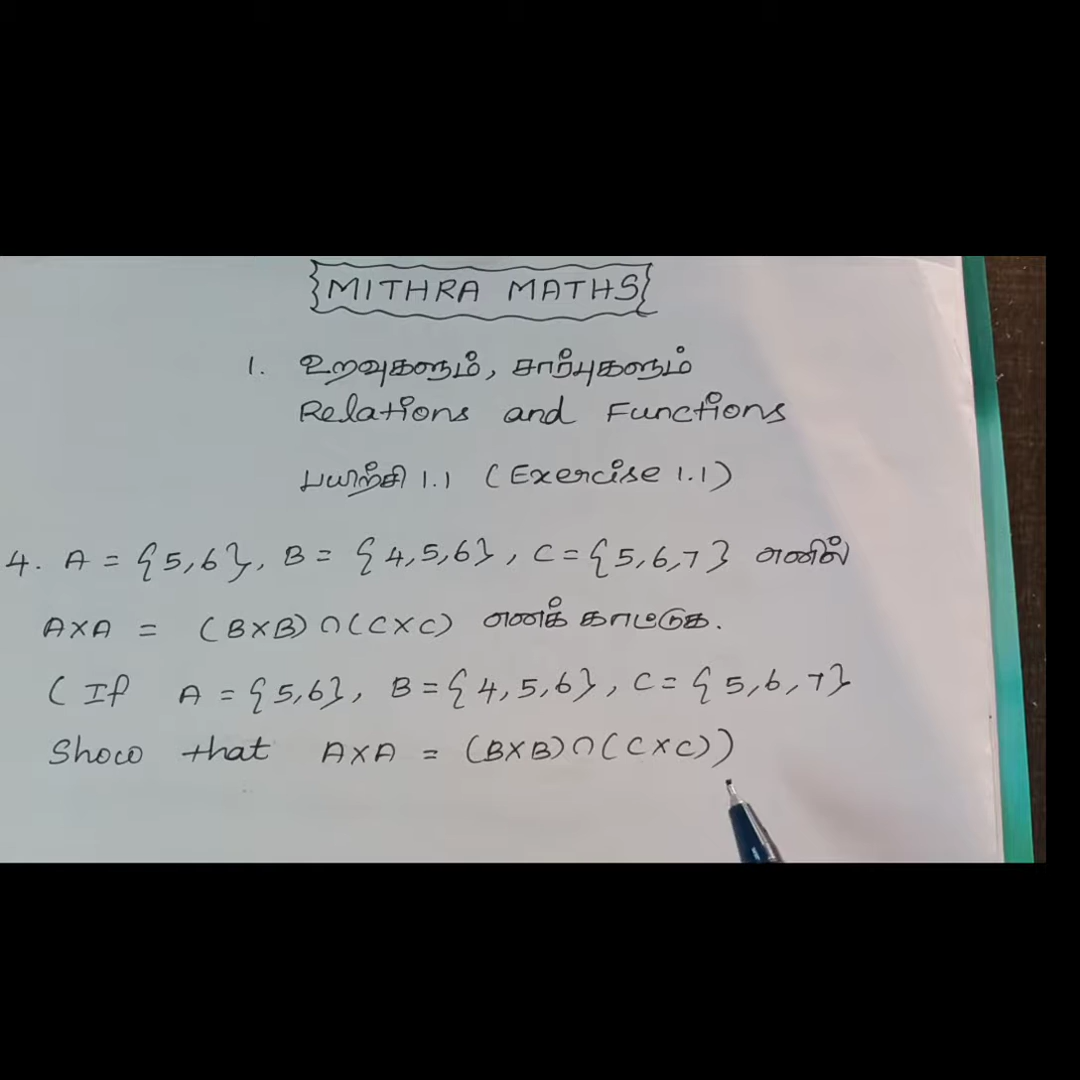 MITHRA MATHS
1. உறவுகளும், சார்புகளும்
Relations and Functions
பயிற்சி 1.1 (Exercise 1.1)
4. A = {5,6}, B = {4,5,6}, C = {5,6,7} எனில்
A×A = (B×B)∩(C×C) எனக் காட்டுக.
(If A = {5,6}, B = {4,5,6}, C = {5,6,7}
Show that A×A = (B×B)∩(C×C))